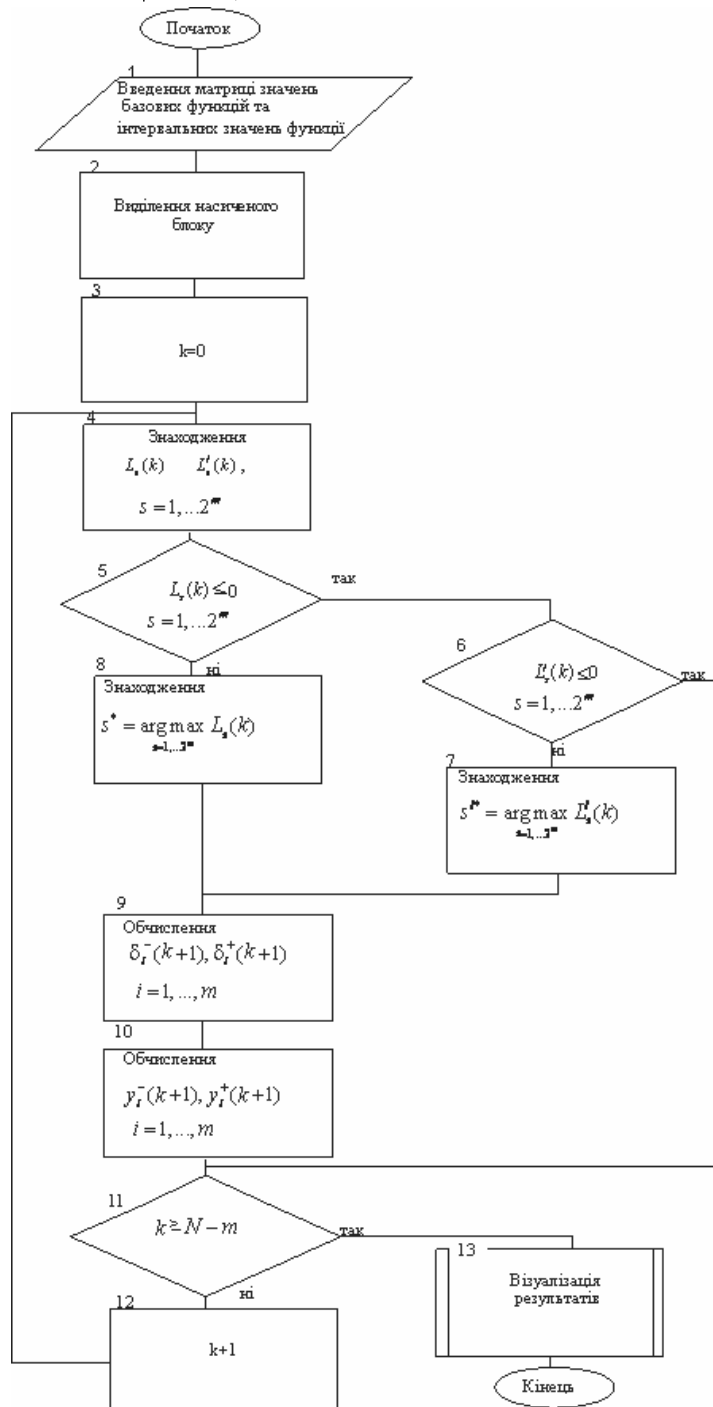 Початок
1
Введення матриці значень
базових функцій та
інтервальних значень функції
2
Виділення насиченого
блоку
3
k=0
4
Знаходження
L_s(k) L'_s(k) ,
s = 1,...2^m
5
L_s(k) ≤ 0
s = 1,...2^m
так
6
L'_s(k) ≤ 0
s = 1,...2^m
так
ні
8
Знаходження
s* = arg max L_s(k)
s=1,...2^m
ні
7
Знаходження
s'* = arg max L'_s(k)
s=1,...2^m
9
Обчислення
δ_i^-(k+1), δ_i^+(k+1)
i = 1, ..., m
10
Обчислення
y_i^-(k+1), y_i^+(k+1)
i = 1, ..., m
11
k ≥ N − m
так
13
Візуалізація
результатів
ні
12
k+1
Кінець